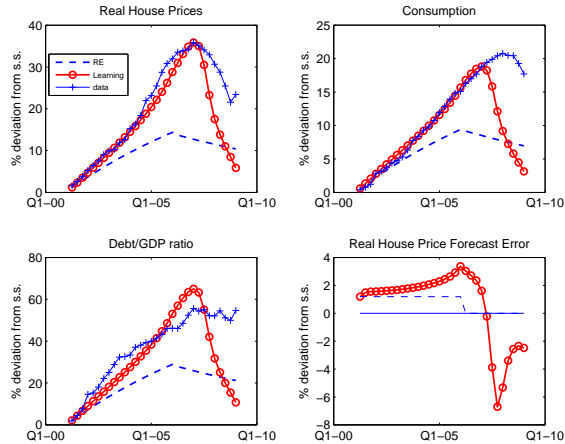 Real House Prices
% deviation from s.s.
40
30
20
10
0
Q1−00
Q1−05
Q1−10
RE
Learning
data
Consumption
% deviation from s.s.
25
20
15
10
5
0
Q1−00
Q1−05
Q1−10
Debt/GDP ratio
% deviation from s.s.
80
60
40
20
0
Q1−00
Q1−05
Q1−10
Real House Price Forecast Error
% deviation from s.s.
4
2
0
−2
−4
−6
−8
Q1−00
Q1−05
Q1−10